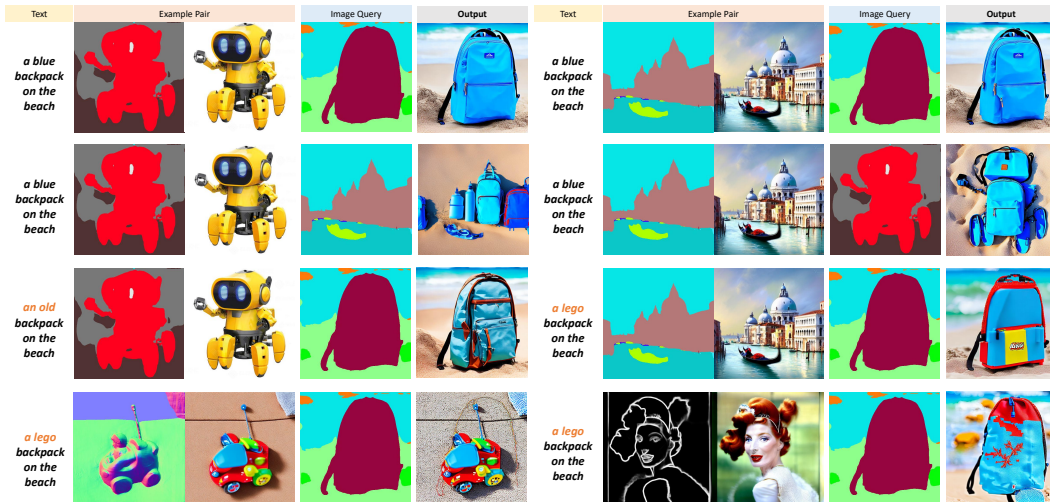 Text Example Pair Image Query Output Text Example Pair Image Query Output
a blue
backpack
on the
beach
a blue
backpack
on the
beach
a blue
backpack
on the
beach
a blue
backpack
on the
beach
an old
backpack
on the
beach
a lego
backpack
on the
beach
a lego
backpack
on the
beach
a lego
backpack
on the
beach